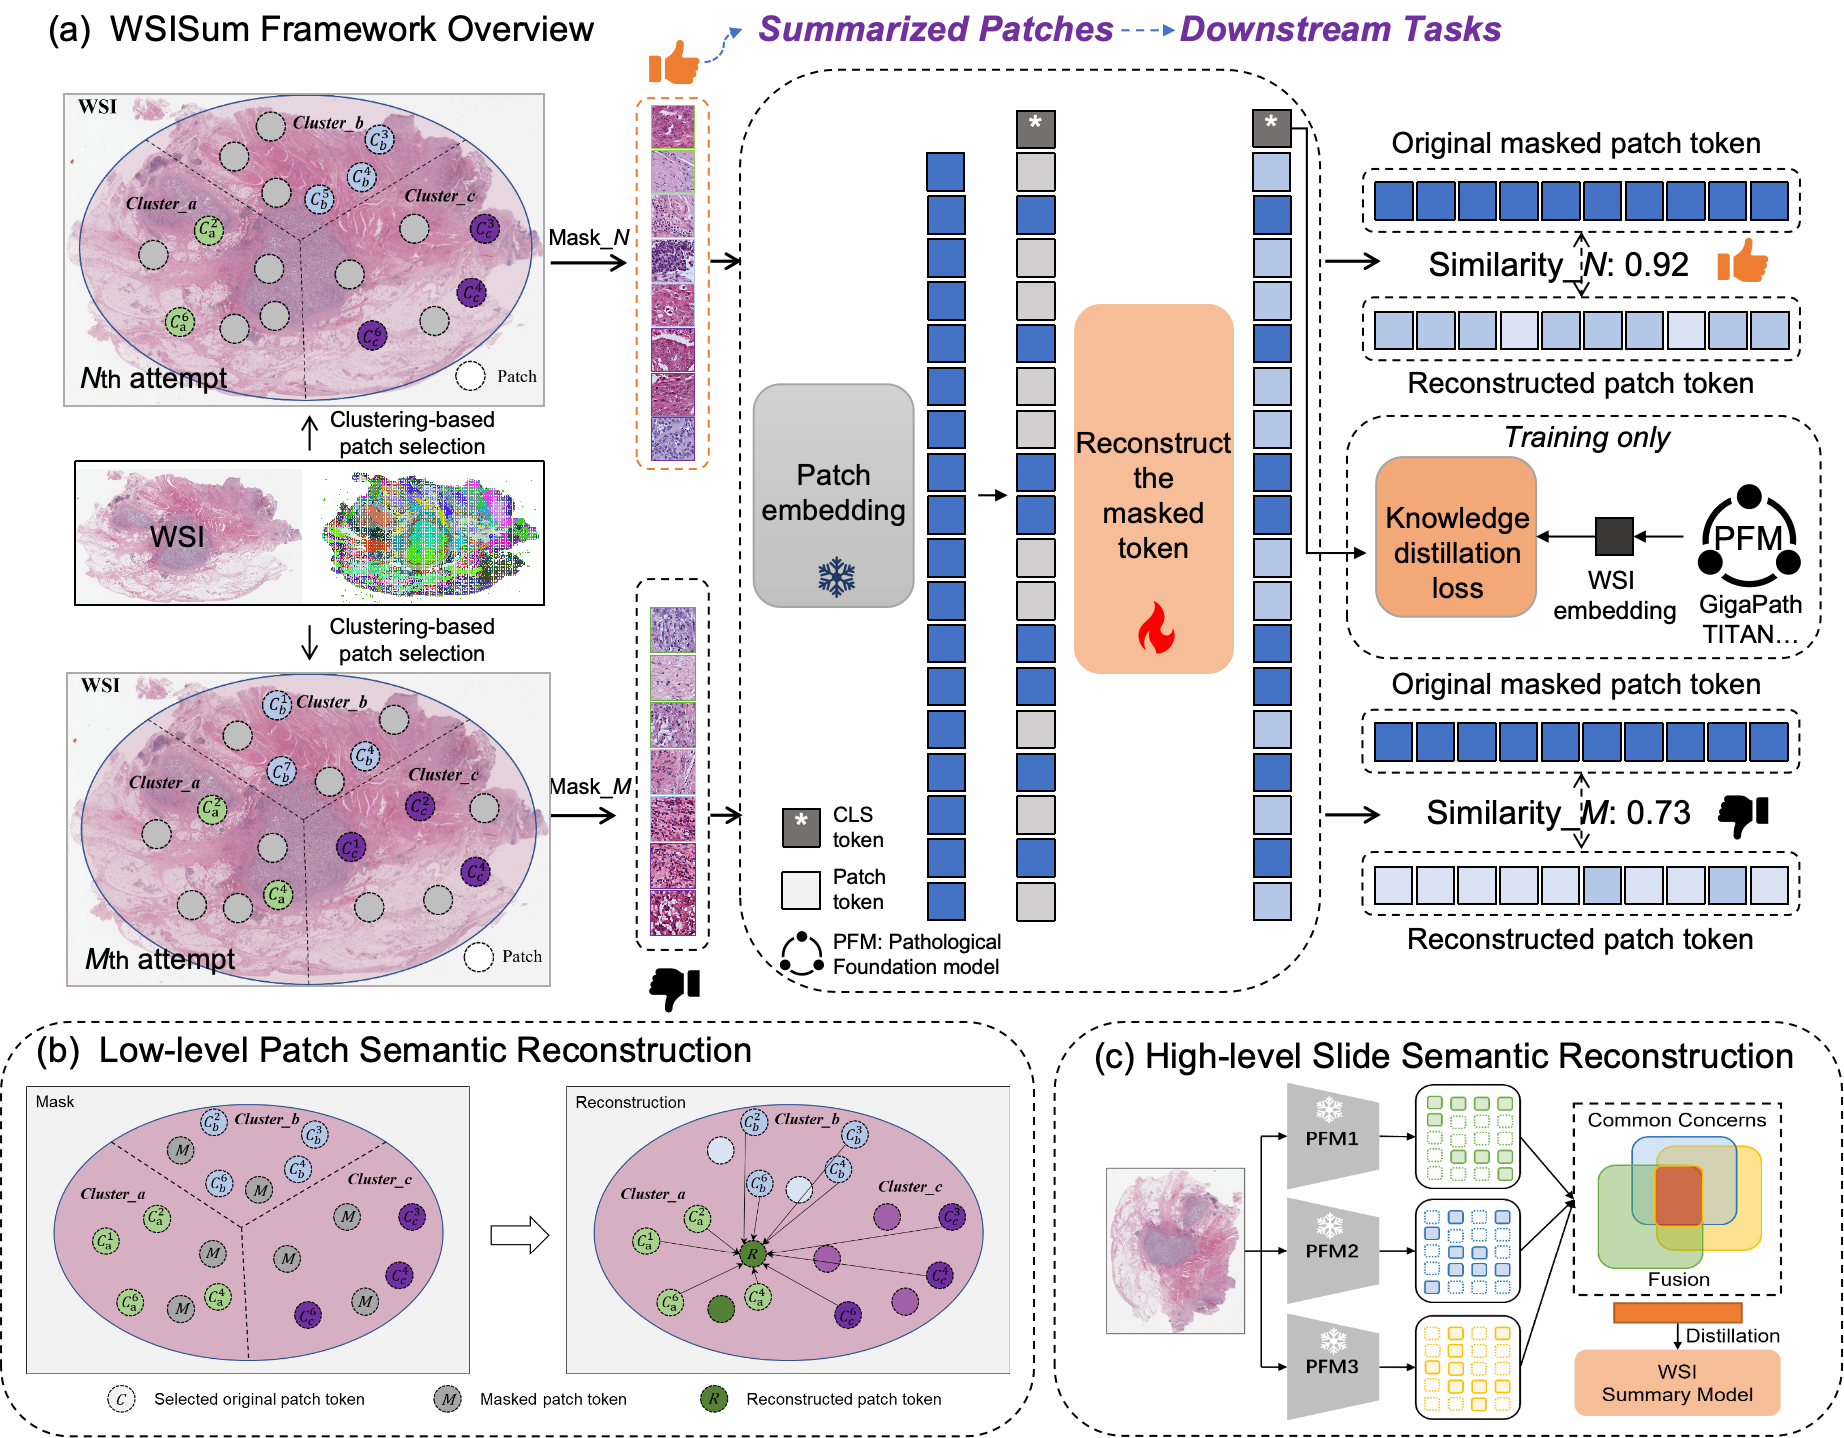 (a) WSISum Framework Overview
Summarized Patches
Downstream Tasks
WSI
Cluster_b
C_b^3
C_b^4
C_b^5
Cluster_a
C_a^2
Cluster_c
C_c^3
C_c^4
C_a^6
C_c^6
Nth attempt
Patch
Mask_N
Clustering-based
patch selection
WSI
Clustering-based
patch selection
WSI
C_b^1
Cluster_b
C_b^4
C_b^7
Cluster_a
C_a^2
Cluster_c
C_c^2
C_c^1
C_c^4
C_a^4
Mth attempt
Patch
Mask_M
Patch
embedding
*
*
Reconstruct
the
masked
token
*
CLS
token
Patch
token
PFM: Pathological
Foundation model
Original masked patch token
Similarity_N: 0.92
Reconstructed patch token
Training only
Knowledge
distillation
loss
WSI
embedding
PFM
GigaPath
TITAN...
Original masked patch token
Similarity_M: 0.73
Reconstructed patch token
(b) Low-level Patch Semantic Reconstruction
Mask
C_b^2
Cluster_b
C_b^3
M
C_b^4
C_b^6
M
Cluster_a
Cluster_c
C_a^2
M
C_c^3
C_a^1
M
M
C_c^4
C_a^6
M
C_a^4
C_c^6
M
Reconstruction
C_b^2
Cluster_b
C_b^3
C_b^4
C_b^6
Cluster_a
Cluster_c
C_a^2
C_c^3
C_a^1
R
C_c^4
C_a^6
C_a^4
C_c^6
C Selected original patch token
M Masked patch token
R Reconstructed patch token
(c) High-level Slide Semantic Reconstruction
PFM1
PFM2
PFM3
Common Concerns
Fusion
Distillation
WSI
Summary Model